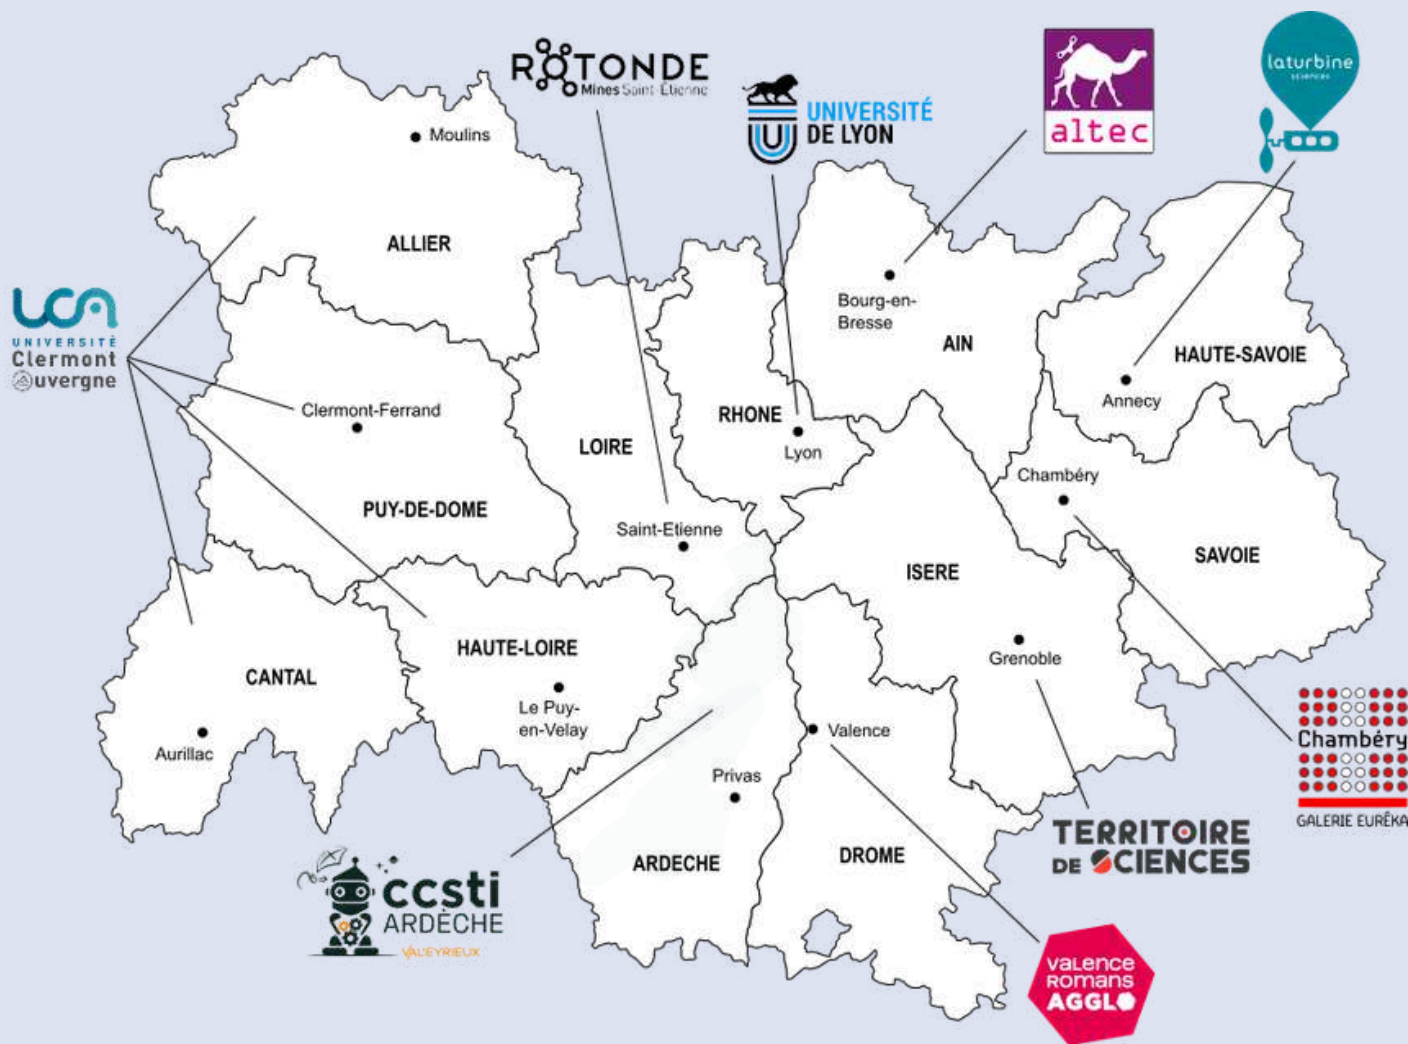 ROTONDE
Mines Saint-Étienne
UNIVERSITÉ
DE LYON
altec
laturbine
SCIENCES
Moulins
ALLIER
Bourg-en-
Bresse
AIN
HAUTE-SAVOIE
Annecy
UCA
UNIVERSITÉ
Clermont
Auvergne
Clermont-Ferrand
PUY-DE-DOME
LOIRE
RHONE
Lyon
Chambéry
Saint-Etienne
ISERE
SAVOIE
Grenoble
HAUTE-LOIRE
Le Puy-
en-Velay
CANTAL
Aurillac
Valence
Privas
ARDECHE
DROME
Chambéry
GALERIE EURÊKA
TERRITOIRE
DE SCIENCES
ccsti
ARDÈCHE
VAL'EYRIEUX
VALENCE
ROMANS
AGGLO